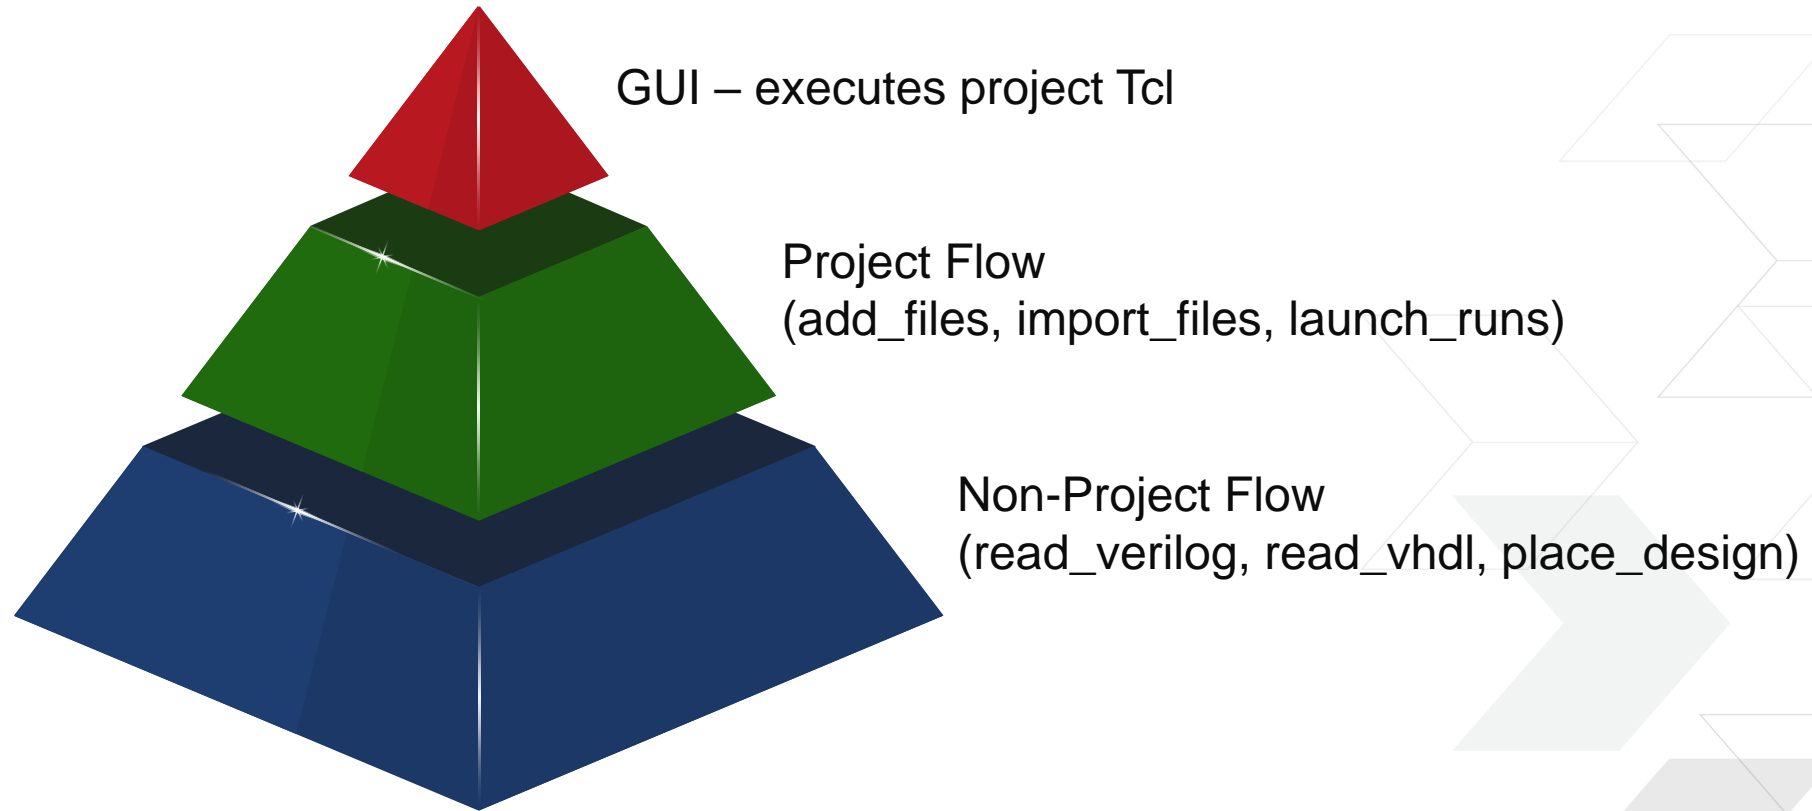 GUI – executes project Tcl
Project Flow
(add_files, import_files, launch_runs)
Non-Project Flow
(read_verilog, read_vhdl, place_design)